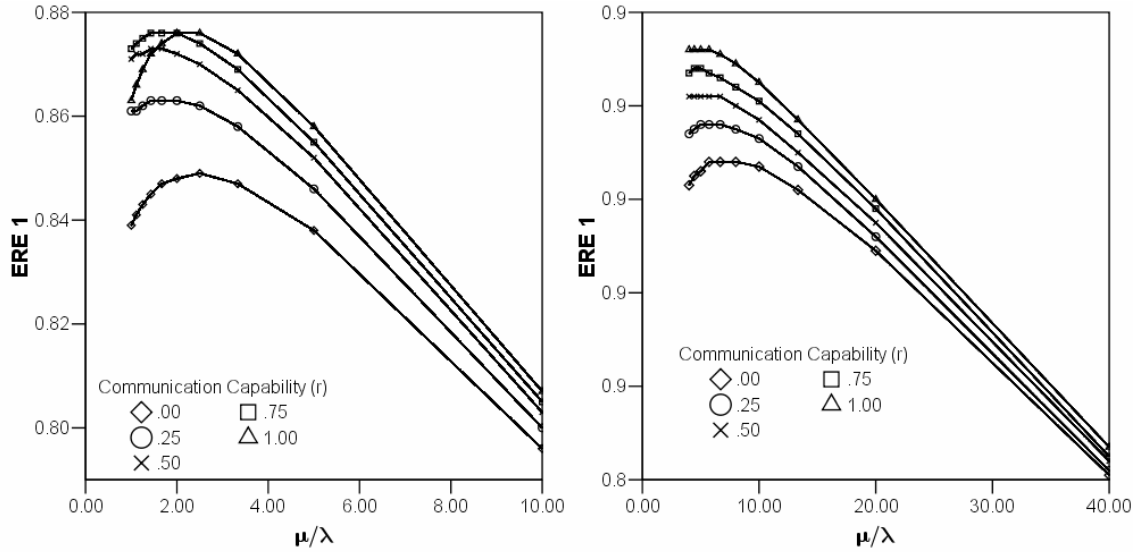 0.88
0.86
0.84
0.82
0.80
ERE 1
0.00 2.00 4.00 6.00 8.00 10.00
μ/λ
Communication Capability (r)
.00 .75
.25 1.00
.50
0.9
0.9
0.9
0.9
0.9
0.8
ERE 1
0.00 10.00 20.00 30.00 40.00
μ/λ
Communication Capability (r)
.00 .75
.25 1.00
.50